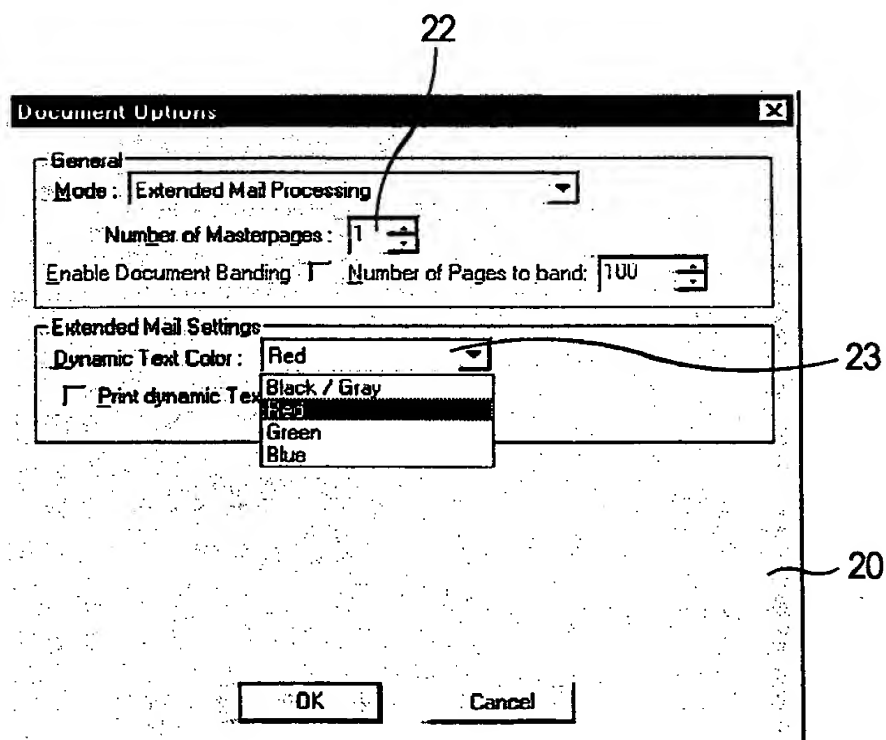 22
Document Options
General
Mode : Extended Mail Processing
Number of Masterpages : 1
Enable Document Banding Number of Pages to band: 100
Extended Mail Settings
Dynamic Text Color : Red
23
Print dynamic Tex
Black / Gray
Red
Green
Blue
20
OK Cancel